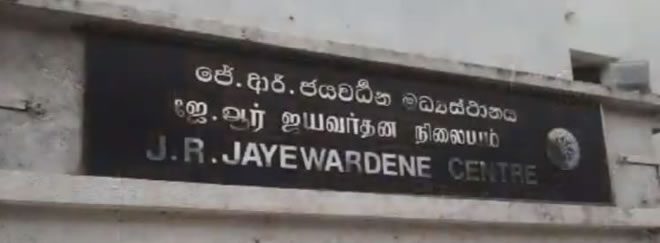 ජේ. ආර්. ජයවර්ධන මධ්‍යස්ථානය
ஜே. ஆர் ஜயவர்தன நிலையம்
J.R.JAYEWARDENE CENTRE